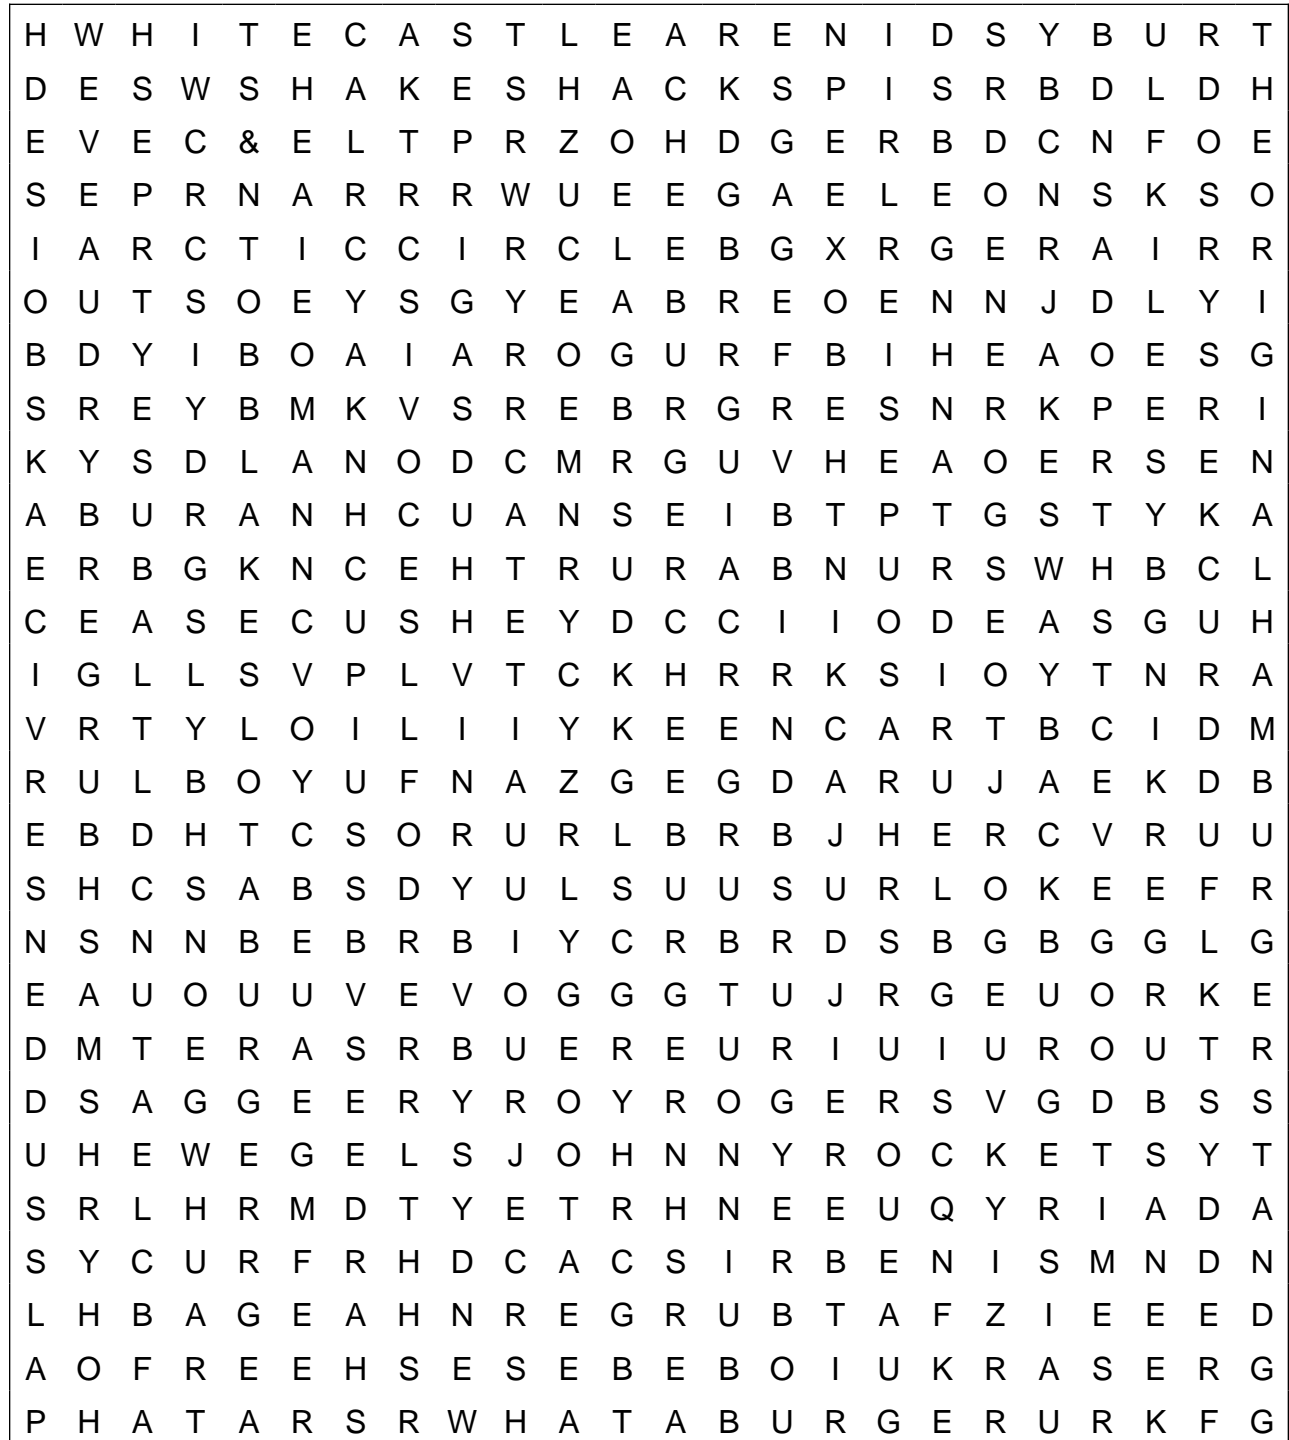 H W H I T E C A S T L E A R E N I D S Y B U R T
D E S W S H A K E S H A C K S P I S R B D L D H
E V E C & E L T P R Z O H D G E R B D C N F O E
S E P R N A R R R W U E E G A E L E O N S K S O
I A R C T I C C I R C L E B G X R G E R A I R R
O U T S O E Y S G Y E A B R E O E N N J D L Y I
B D Y I B O A I A R O G U R F B I H E A O E S G
S R E Y B M K V S R E B R G R E S N R K P E R I
K Y S D L A N O D C M R G U V H E A O E R S E N
A B U R A N H C U A N S E I B T P T G S T Y K A
E R B G K N C E H T R U R A B N U R S W H B C L
C E A S E C U S H E Y D C C I I O D E A S G U H
I G L L S V P L V T C K H R R K S I O Y T N R A
V R T Y L O I L I I Y K E E N C A R T B C I D M
R U L B O Y U F N A Z G E G D A R U J A E K D B
E B D H T C S O R U R L B R B J H E R C V R U U
S H C S A B S D Y U L S U U S U R L O K E E F R
N S N N B E B R B I Y C R B R D S B G B G G L G
E A U O U U V E V O G G G T U J R G E U O R K E
D M T E R A S R B U E R E U R I U I U R O U T R
D S A G G E E R Y R O Y R O G E R S V G D B S S
U H E W E G E L S J O H N N Y R O C K E T S Y T
S R L H R M D T Y E T R H N E E U Q Y R I A D A
S Y C U R F R H D C A C S I R B E N I S M N D N
L H B A G E A H N R E G R U B T A F Z I E E E D
A O F R E E H S E S E B E B O I U K R A S E R G
P H A T A R S R W H A T A B U R G E R U R K F G